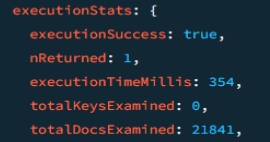 executionStats: {
executionSuccess: true,
nReturned: 1,
executionTimeMillis: 354,
totalKeysExamined: 0,
totalDocsExamined: 21841,